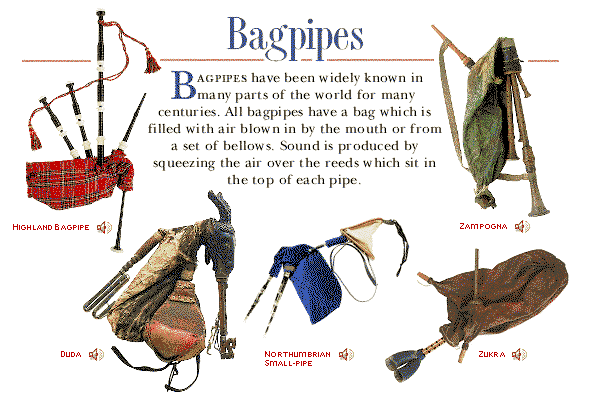 Bagpipes
BAGPIPES have been widely known in
many parts of the world for many
centuries. All bagpipes have a bag which is
filled with air blown in by the mouth or from
a set of bellows. Sound is produced by
squeezing the air over the reeds which sit in
the top of each pipe.
HIGHLAND BAGPIPE
ZAMPOGNA
DUDA
NORTHUMBRIAN
SMALL-PIPE
ZUKRA